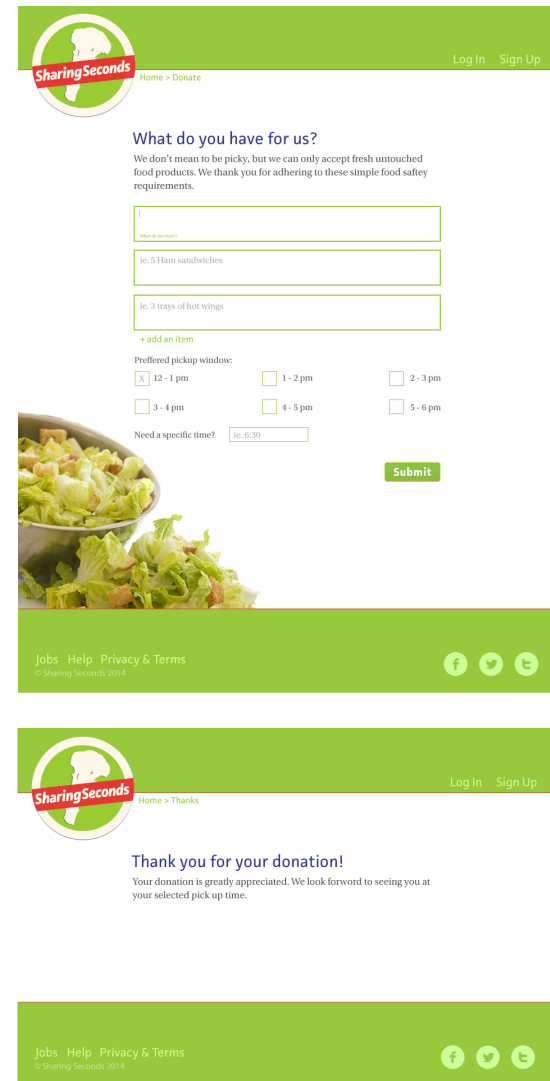 SharingSeconds
Log In Sign Up
Home > Donate
What do you have for us?
We don't mean to be picky, but we can only accept fresh untouched
food products. We thank you for adhering to these simple food saftey
requirements.
What do you have?
ie. 5 Ham sandwiches
ie. 3 trays of hot wings
+ add an item
Preffered pickup window:
X 12 - 1 pm 1 - 2 pm 2 - 3 pm
3 - 4 pm 4 - 5 pm 5 - 6 pm
Need a specific time? ie. 6:30
Submit
Jobs Help Privacy & Terms
© Sharing Seconds 2014
SharingSeconds
Log In Sign Up
Home > Thanks
Thank you for your donation!
Your donation is greatly appreciated. We look forword to seeing you at
your selected pick up time.
Jobs Help Privacy & Terms
© Sharing Seconds 2014